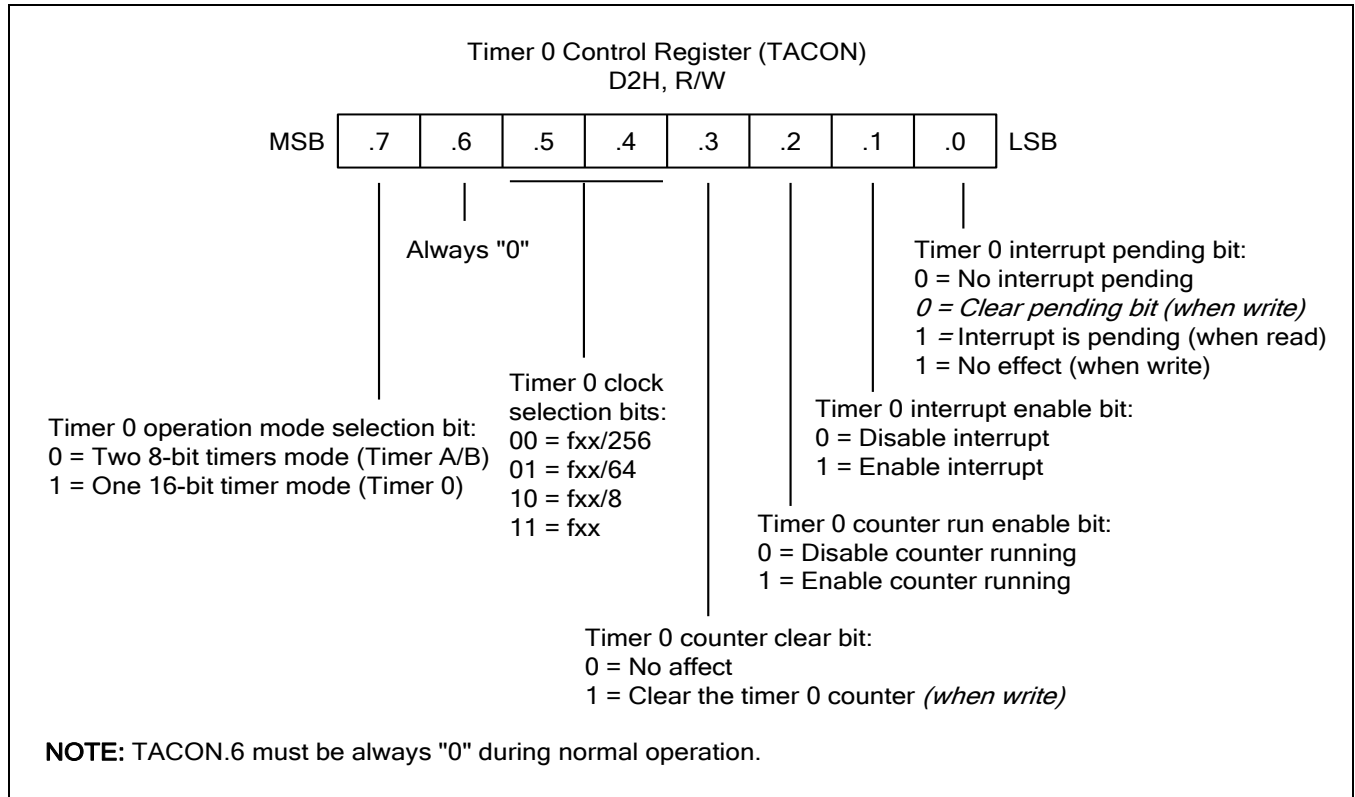 Timer 0 Control Register (TACON)
D2H, R/W
MSB .7 .6 .5 .4 .3 .2 .1 .0 LSB
Always "0"
Timer 0 interrupt pending bit:
0 = No interrupt pending
0 = Clear pending bit (when write)
1 = Interrupt is pending (when read)
1 = No effect (when write)
Timer 0 clock
selection bits:
00 = fxx/256
01 = fxx/64
10 = fxx/8
11 = fxx
Timer 0 operation mode selection bit:
0 = Two 8-bit timers mode (Timer A/B)
1 = One 16-bit timer mode (Timer 0)
Timer 0 interrupt enable bit:
0 = Disable interrupt
1 = Enable interrupt
Timer 0 counter run enable bit:
0 = Disable counter running
1 = Enable counter running
Timer 0 counter clear bit:
0 = No affect
1 = Clear the timer 0 counter (when write)
NOTE: TACON.6 must be always "0" during normal operation.